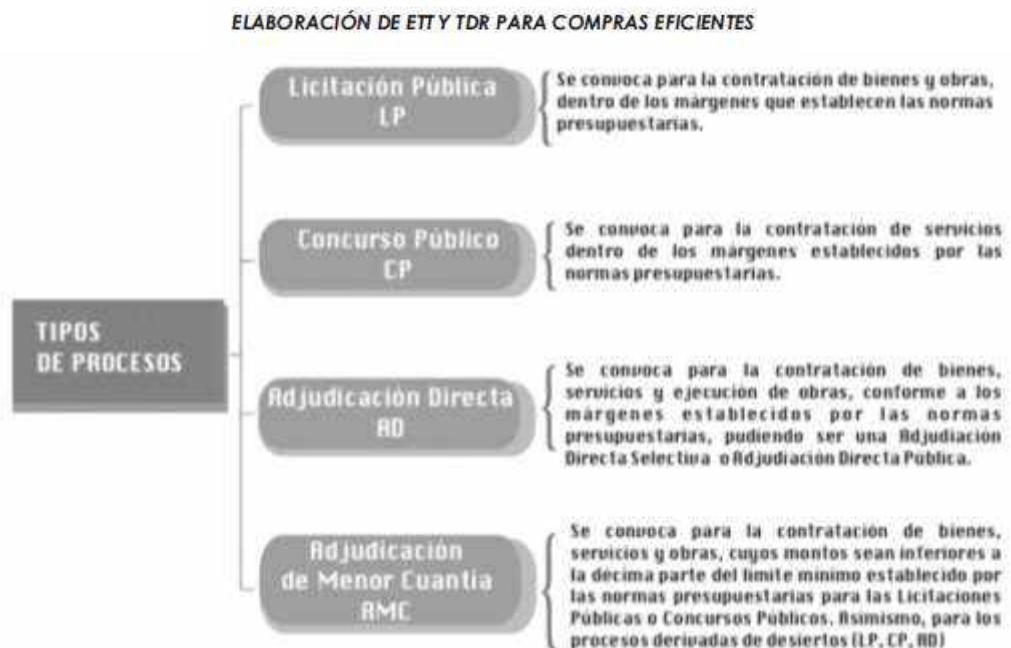 ELABORACIÓN DE ETT Y TDR PARA COMPRAS EFICIENTES
TIPOS
DE PROCESOS
Licitación Pública
LP
Se convoca para la contratación de bienes y obras,
dentro de los márgenes que establecen las normas
presupuestarias.
Concurso Público
CP
Se convoca para la contratación de servicios
dentro de los márgenes establecidos por las
normas presupuestarias.
Adjudicación Directa
AD
Se convoca para la contratación de bienes,
servicios y ejecución de obras, conforme a los
márgenes establecidos por las normas
presupuestarias, pudiendo ser una Adjudiación
Directa Selectiva o Adjudiación Directa Pública.
Adjudicación
de Menor Cuantia
AMC
Se convoca para la contratación de bienes,
servicios y obras, cuyos montos sean inferiores a
la décima parte del limite mínimo establecido por
las normas presupuestarias para las Licitaciones
Públicas o Concursos Públicos. Asimismo, para los
procesos derivadas de desiertos (LP, CP, AD)